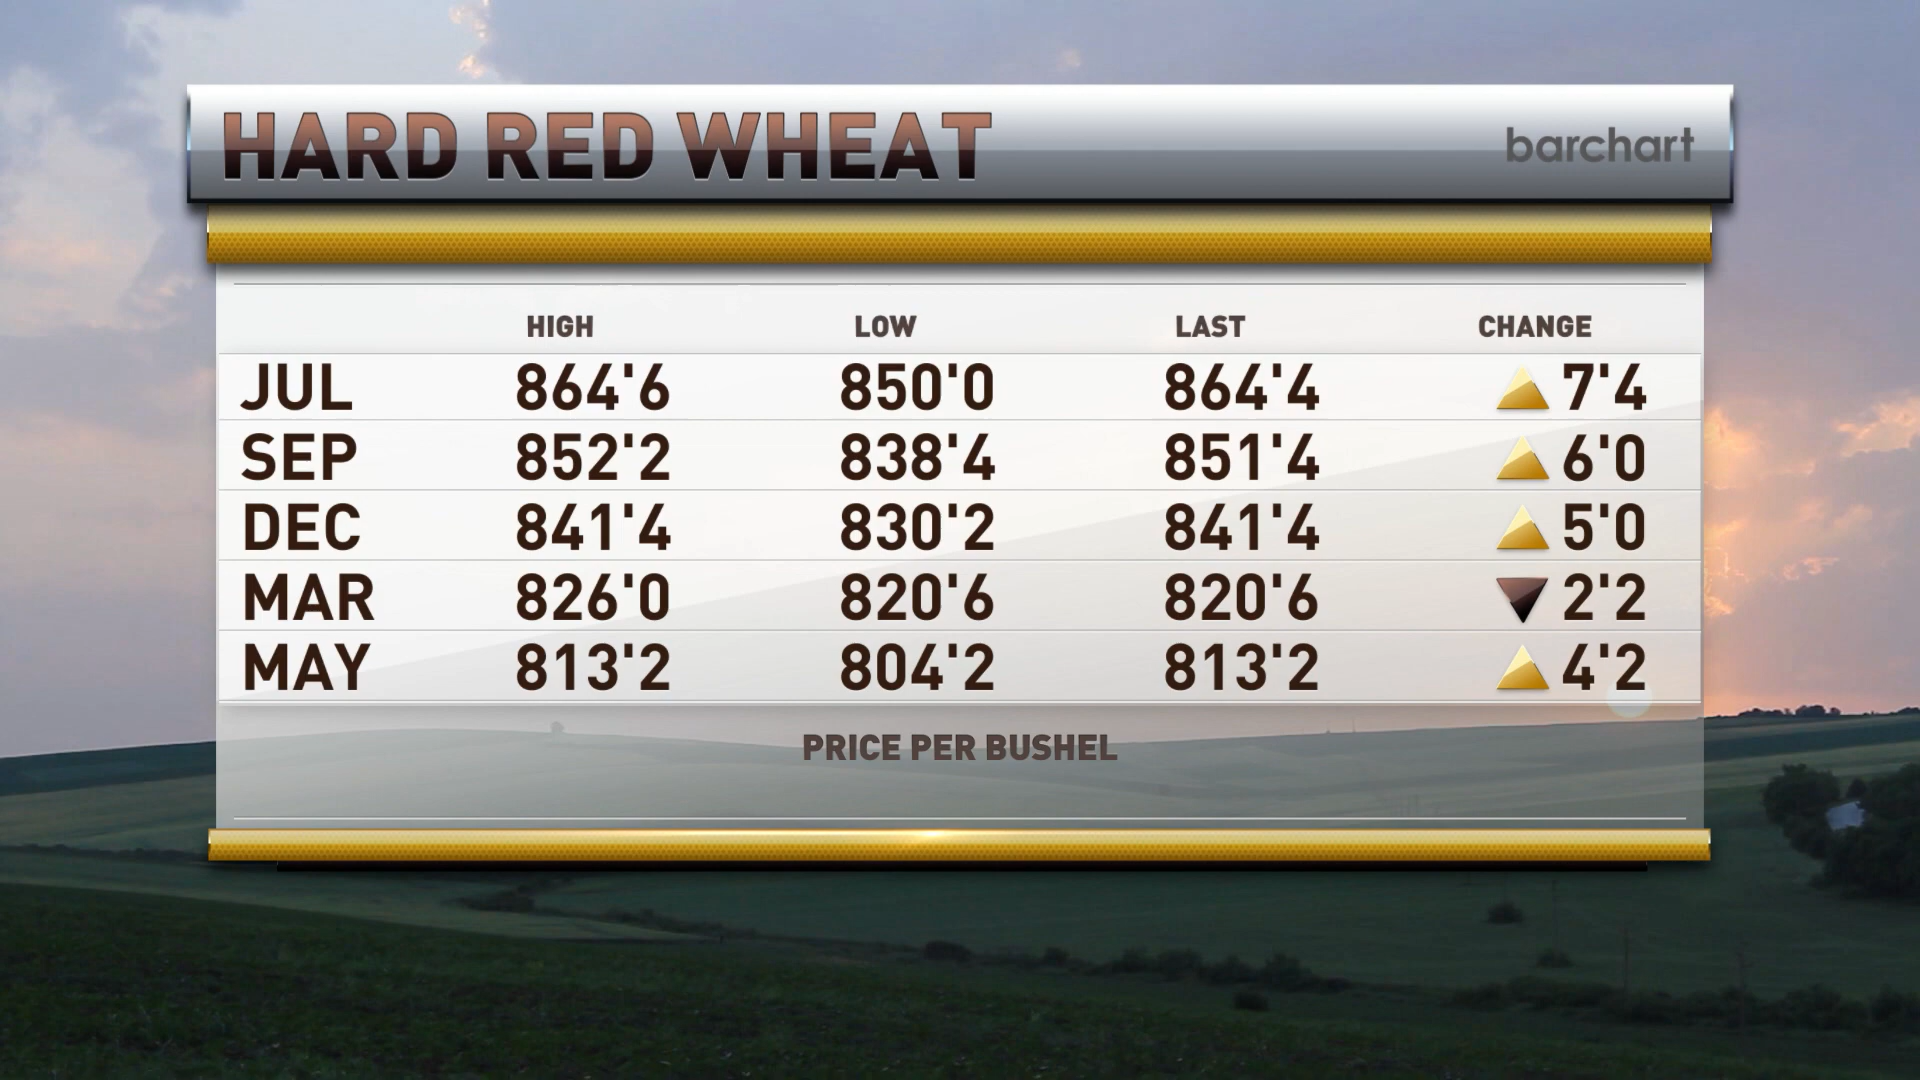 HARD RED WHEAT barchart
HIGH LOW LAST CHANGE
JUL 864'6 850'0 864'4 7'4
SEP 852'2 838'4 851'4 6'0
DEC 841'4 830'2 841'4 5'0
MAR 826'0 820'6 820'6 2'2
MAY 813'2 804'2 813'2 4'2
PRICE PER BUSHEL